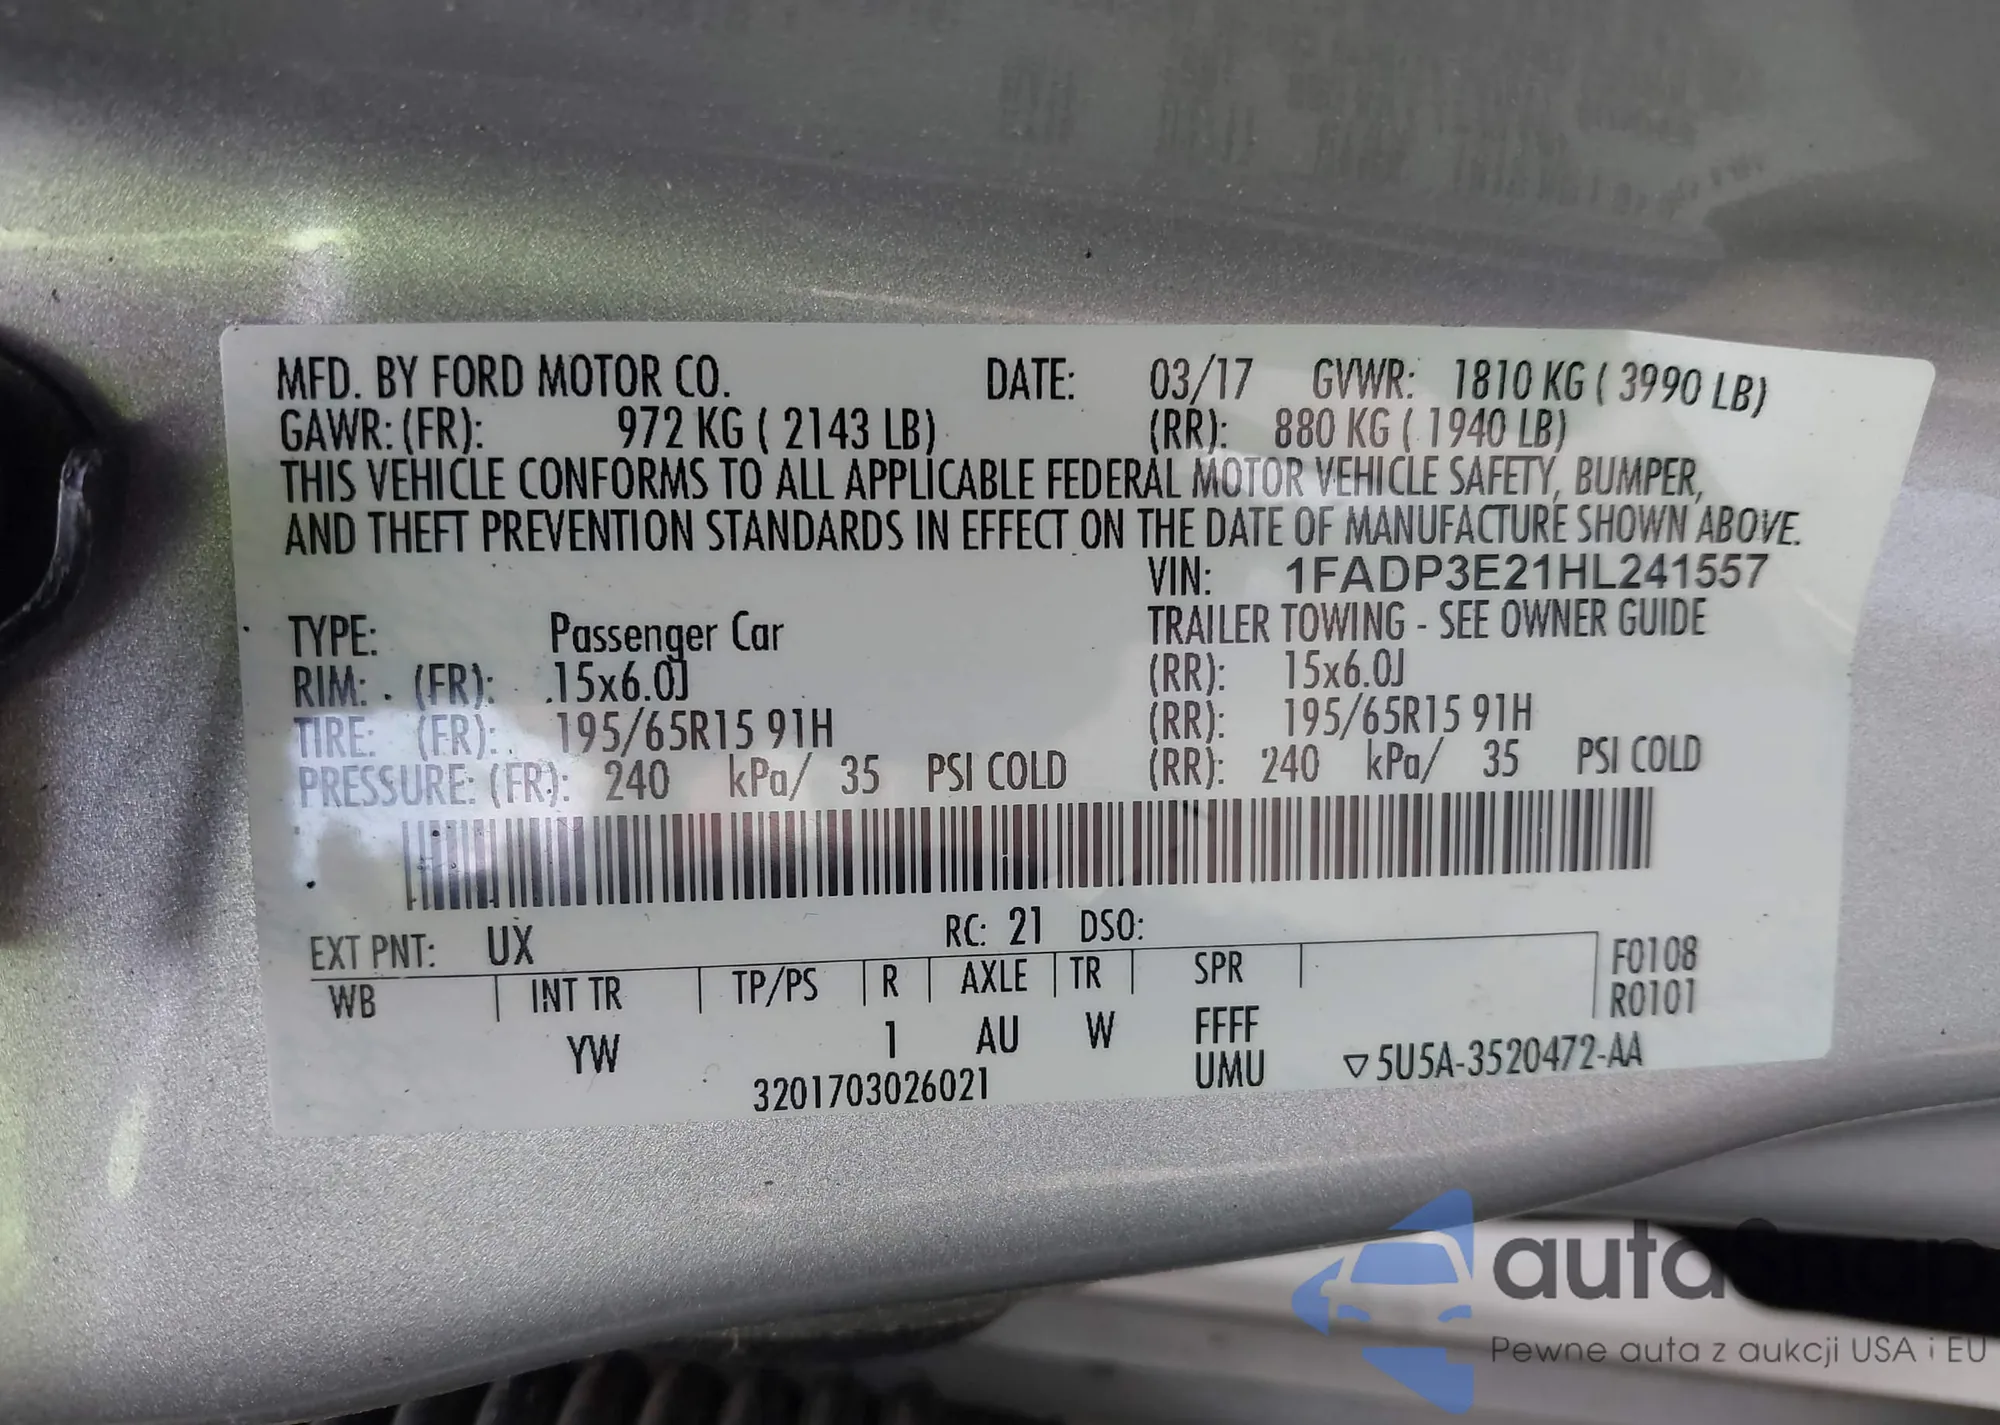 MFD. BY FORD MOTOR CO. DATE: 03/17 GVWR: 1810 KG ( 3990 LB)
GAWR: (FR): 972 KG ( 2143 LB) (RR): 880 KG ( 1940 LB)
THIS VEHICLE CONFORMS TO ALL APPLICABLE FEDERAL MOTOR VEHICLE SAFETY, BUMPER,
AND THEFT PREVENTION STANDARDS IN EFFECT ON THE DATE OF MANUFACTURE SHOWN ABOVE.
VIN: 1FADP3E21HL241557
TYPE: Passenger Car TRAILER TOWING - SEE OWNER GUIDE
RIM: (FR): 15x6.0J (RR): 15x6.0J
TIRE: (FR): 195/65R15 91H (RR): 195/65R15 91H
PRESSURE: (FR): 240 kPa/ 35 PSI COLD (RR): 240 kPa/ 35 PSI COLD
EXT PNT: UX RC: 21 DSO:
WB INT TR TP/PS R AXLE TR SPR F0108
R0101
YW 1 AU W FFFF
3201703026021 UMU ▽5U5A-3520472-AA
autoSnap
Pewne auta z aukcji USA i EU